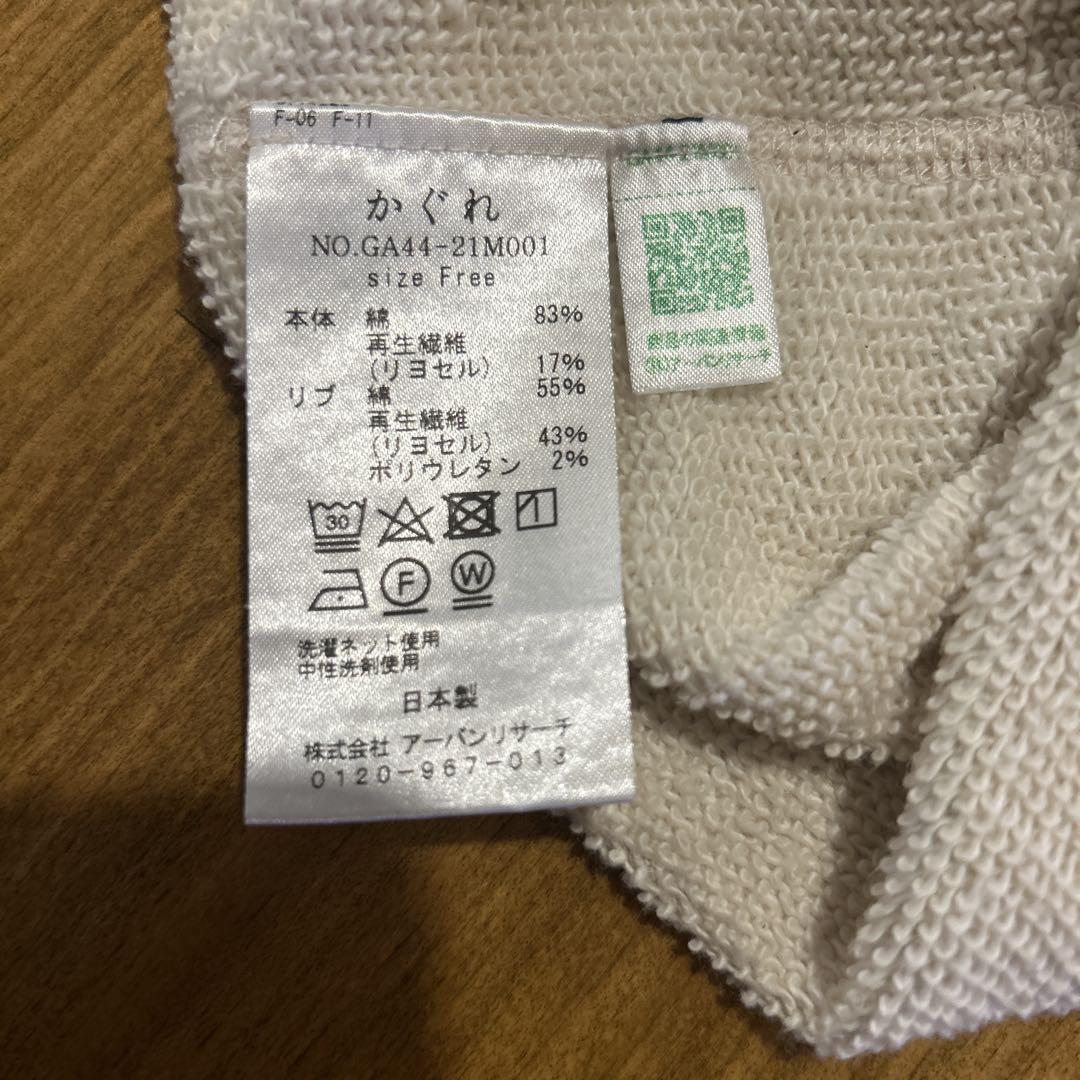 F-06 F-11
かぐれ
NO.GA44-21M001
size Free
本体 綿 83%
再生繊維
(リヨセル) 17%
リブ 綿 55%
再生繊維
(リヨセル) 43%
ポリウレタン 2%
30
F W
洗濯ネット使用
中性洗剤使用
日本製
株式会社 アーバンリサーチ
0120-967-013
㈱アーバンリサーチ